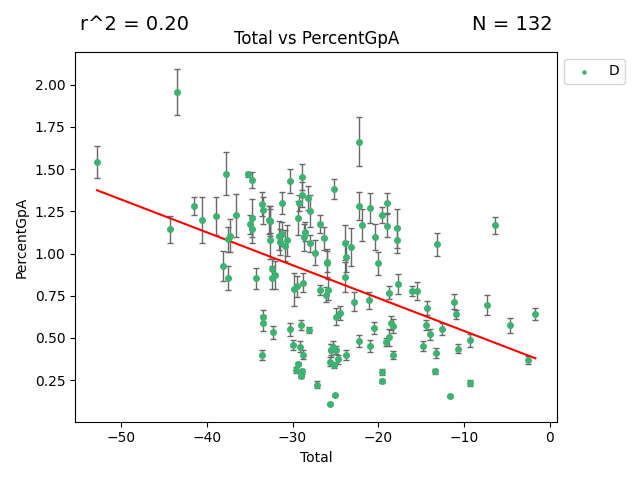 r^2 = 0.20
N = 132
Total vs PercentGpA
D
PercentGpA
2.00
1.75
1.50
1.25
1.00
0.75
0.50
0.25
−50
−40
−30
−20
−10
0
Total